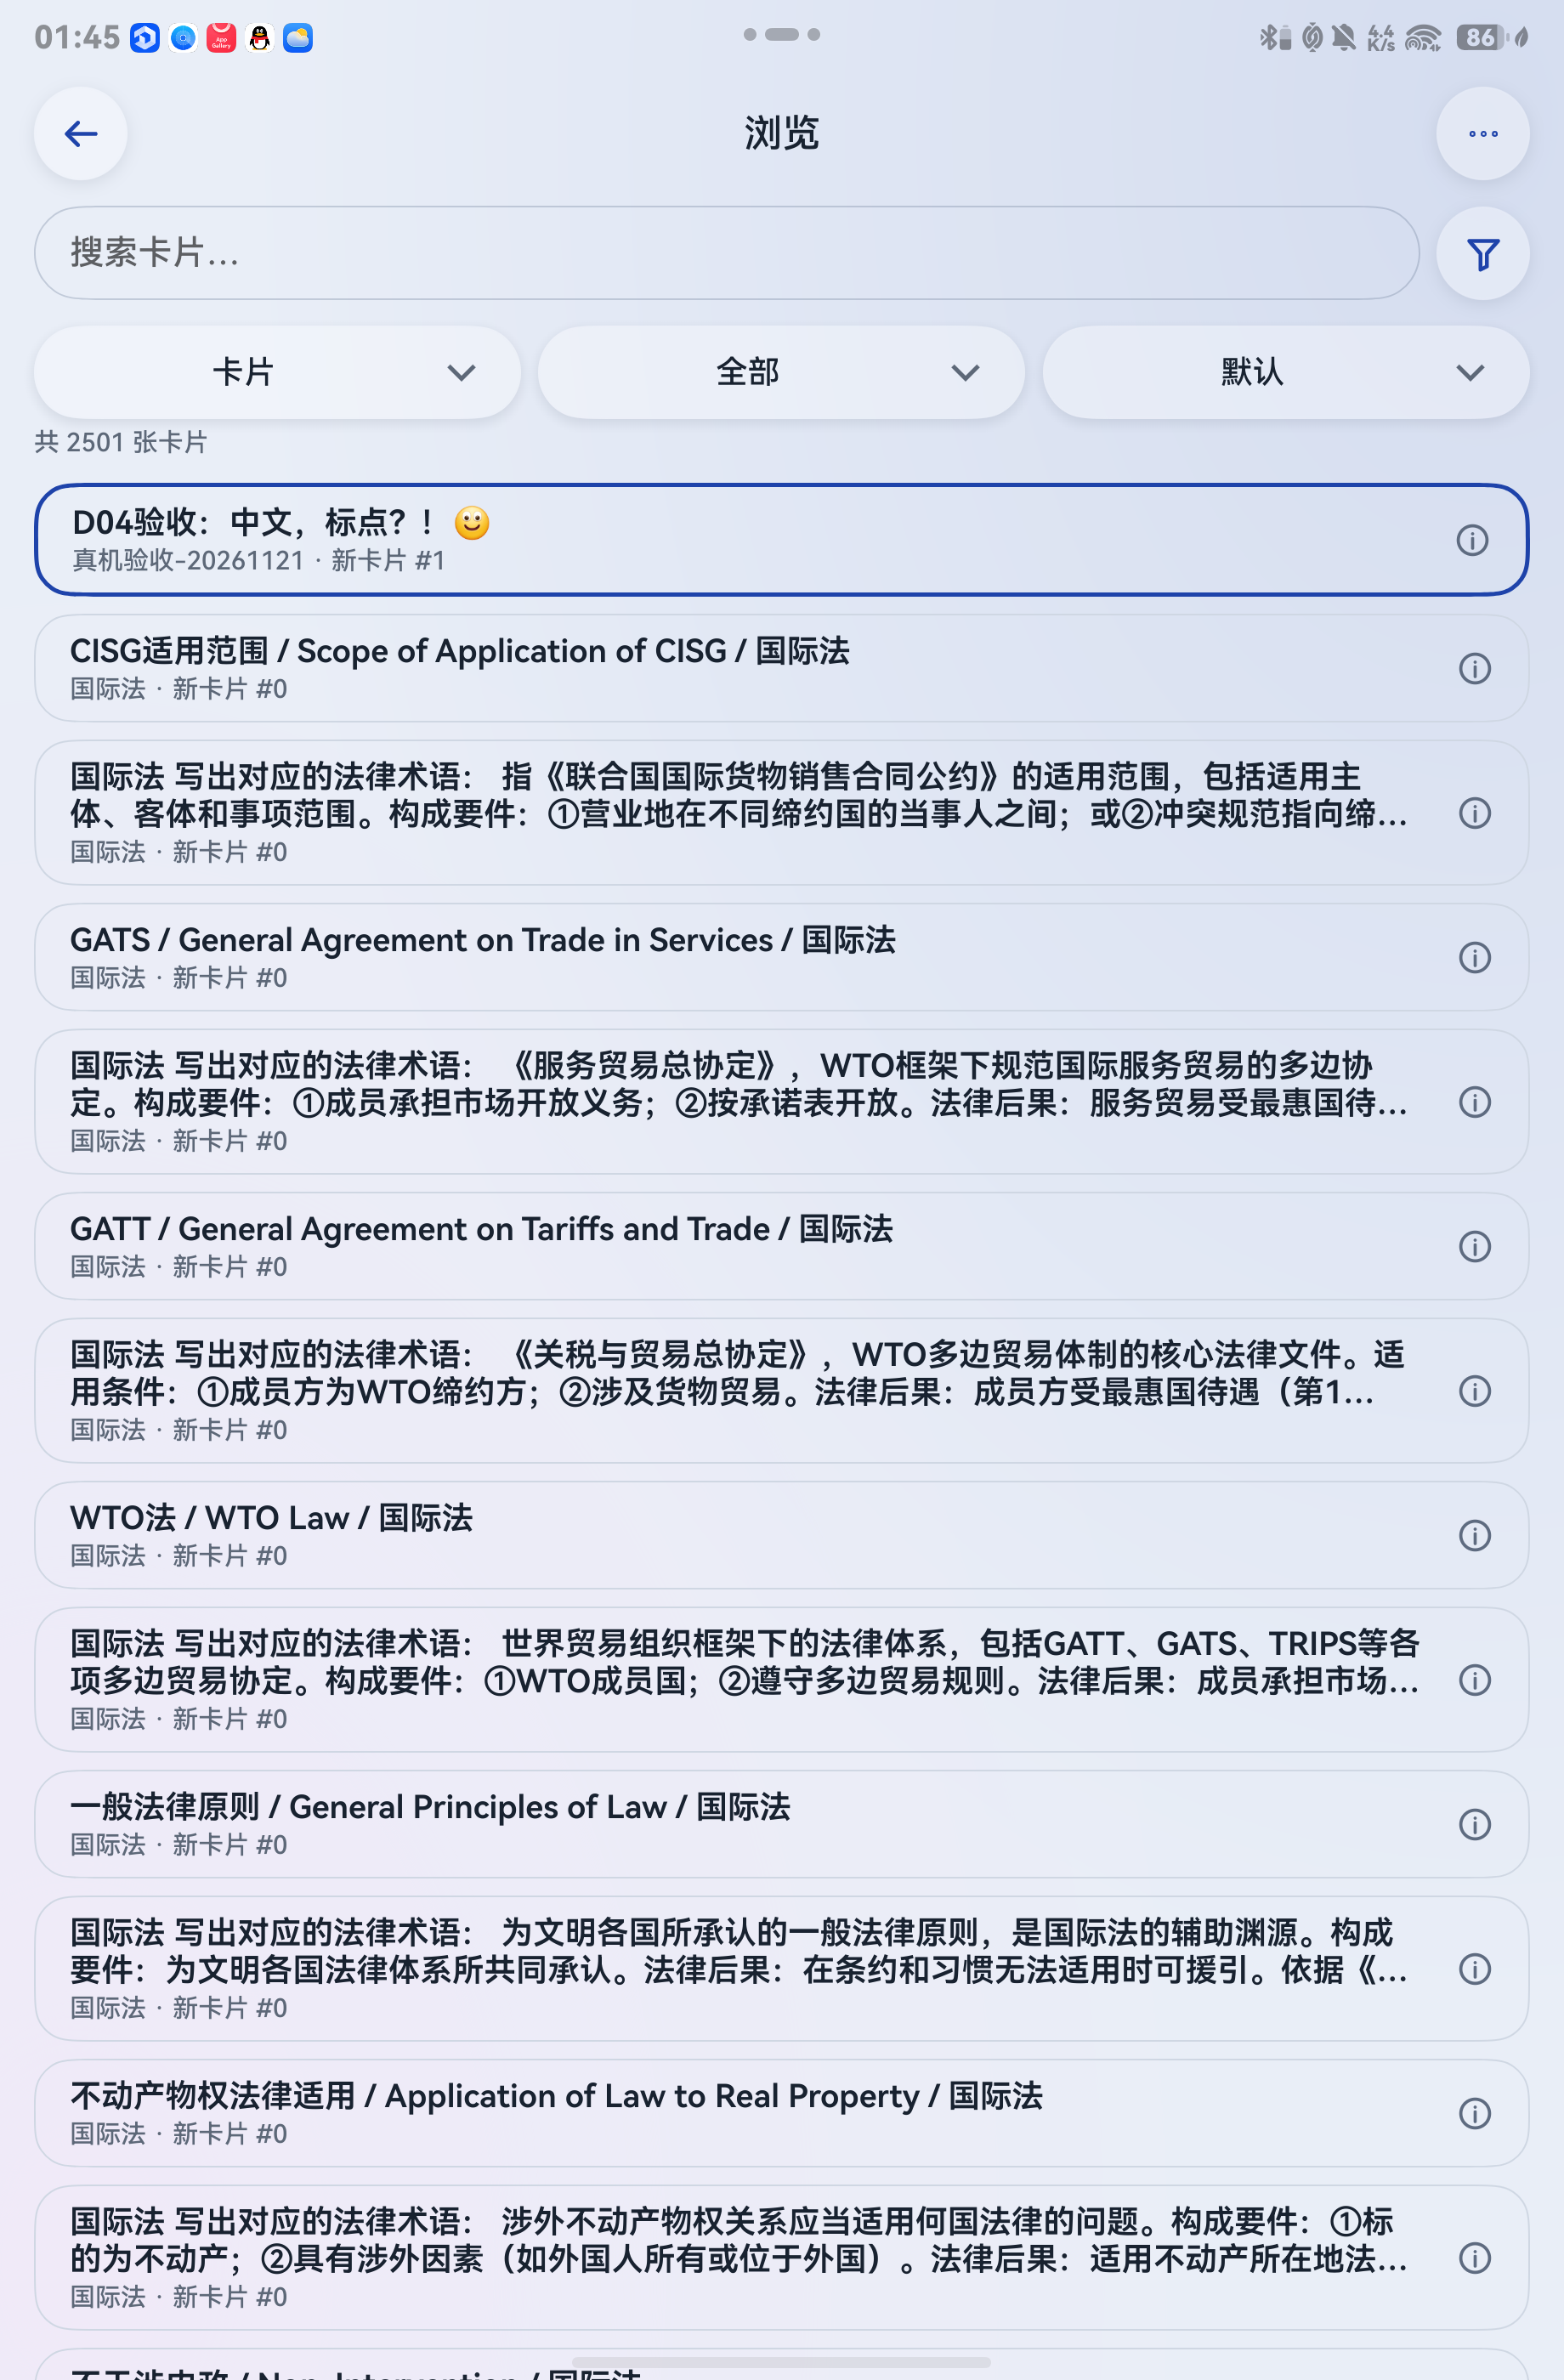 01:45
4.4
K/s
86
浏览
搜索卡片...
卡片
全部
默认
共 2501 张卡片
D04验收：中文，标点？！🙂
真机验收-20261121 · 新卡片 #1
CISG适用范围 / Scope of Application of CISG / 国际法
国际法 · 新卡片 #0
国际法 写出对应的法律术语： 指《联合国国际货物销售合同公约》的适用范围，包括适用主
体、客体和事项范围。构成要件：①营业地在不同缔约国的当事人之间；或②冲突规范指向缔...
国际法 · 新卡片 #0
GATS / General Agreement on Trade in Services / 国际法
国际法 · 新卡片 #0
国际法 写出对应的法律术语： 《服务贸易总协定》，WTO框架下规范国际服务贸易的多边协
定。构成要件：①成员承担市场开放义务；②按承诺表开放。法律后果：服务贸易受最惠国待...
国际法 · 新卡片 #0
GATT / General Agreement on Tariffs and Trade / 国际法
国际法 · 新卡片 #0
国际法 写出对应的法律术语： 《关税与贸易总协定》，WTO多边贸易体制的核心法律文件。适
用条件：①成员方为WTO缔约方；②涉及货物贸易。法律后果：成员方受最惠国待遇（第1...
国际法 · 新卡片 #0
WTO法 / WTO Law / 国际法
国际法 · 新卡片 #0
国际法 写出对应的法律术语： 世界贸易组织框架下的法律体系，包括GATT、GATS、TRIPS等各
项多边贸易协定。构成要件：①WTO成员国；②遵守多边贸易规则。法律后果：成员承担市场...
国际法 · 新卡片 #0
一般法律原则 / General Principles of Law / 国际法
国际法 · 新卡片 #0
国际法 写出对应的法律术语： 为文明各国所承认的一般法律原则，是国际法的辅助渊源。构成
要件：为文明各国法律体系所共同承认。法律后果：在条约和习惯无法适用时可援引。依据《...
国际法 · 新卡片 #0
不动产物权法律适用 / Application of Law to Real Property / 国际法
国际法 · 新卡片 #0
国际法 写出对应的法律术语： 涉外不动产物权关系应当适用何国法律的问题。构成要件：①标
的为不动产；②具有涉外因素（如外国人所有或位于外国）。法律后果：适用不动产所在地法...
国际法 · 新卡片 #0
不干涉内政 / Non-Intervention / 国际法